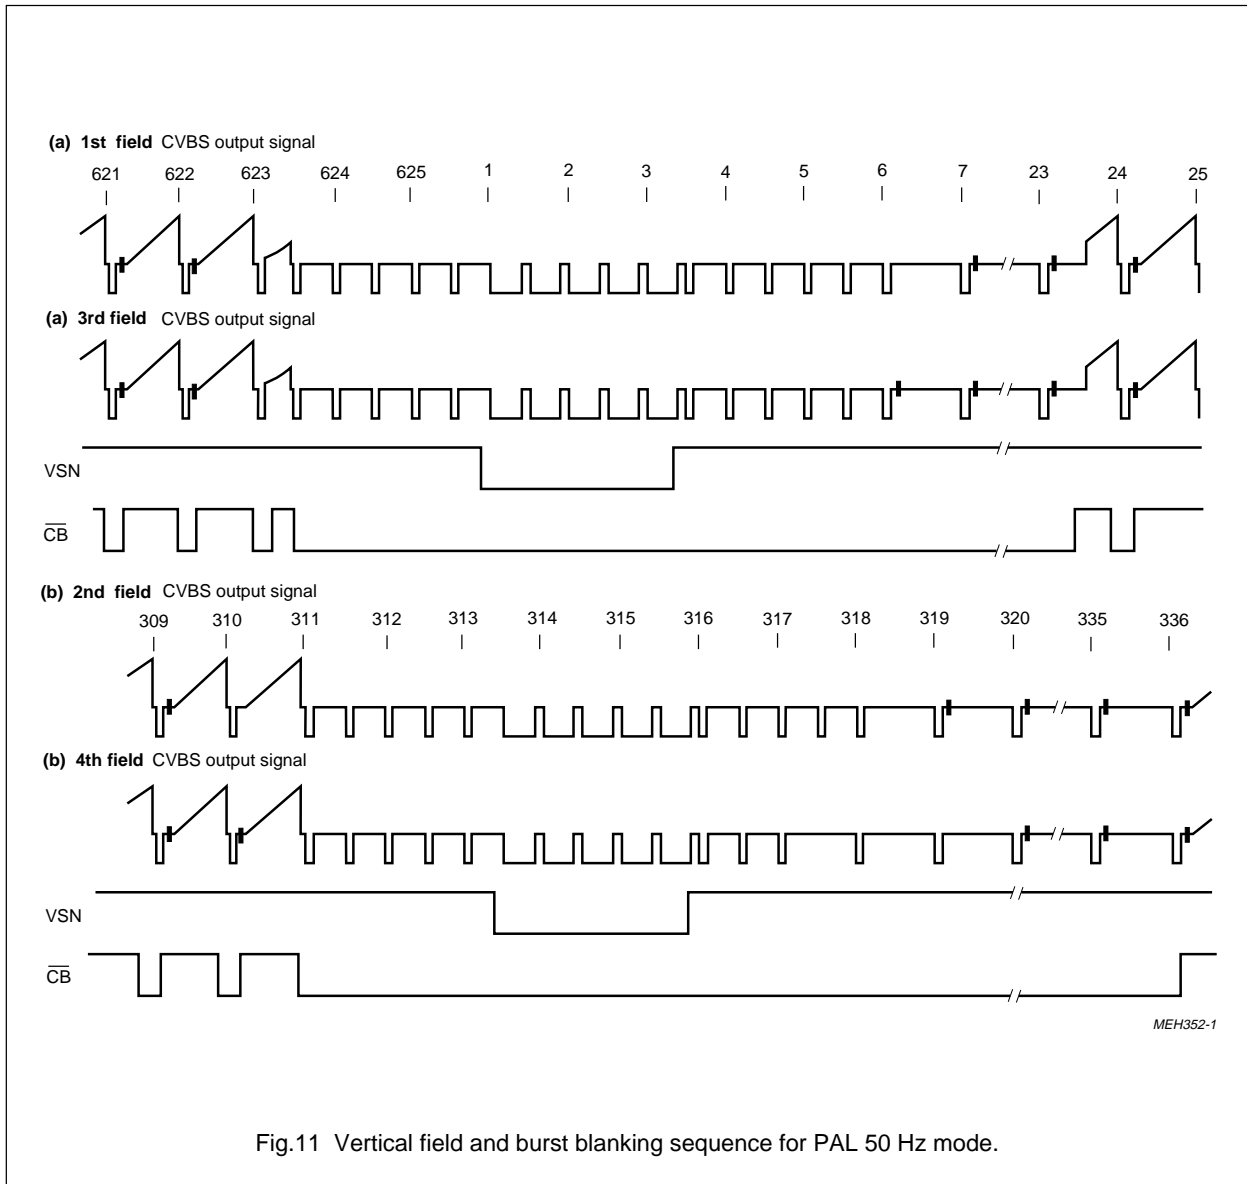 (a) 1st field CVBS output signal
621 622 623 624 625 1 2 3 4 5 6 7 23 24 25
(a) 3rd field CVBS output signal
VSN
CB
(b) 2nd field CVBS output signal
309 310 311 312 313 314 315 316 317 318 319 320 335 336
(b) 4th field CVBS output signal
VSN
CB
MEH352-1
Fig.11 Vertical field and burst blanking sequence for PAL 50 Hz mode.